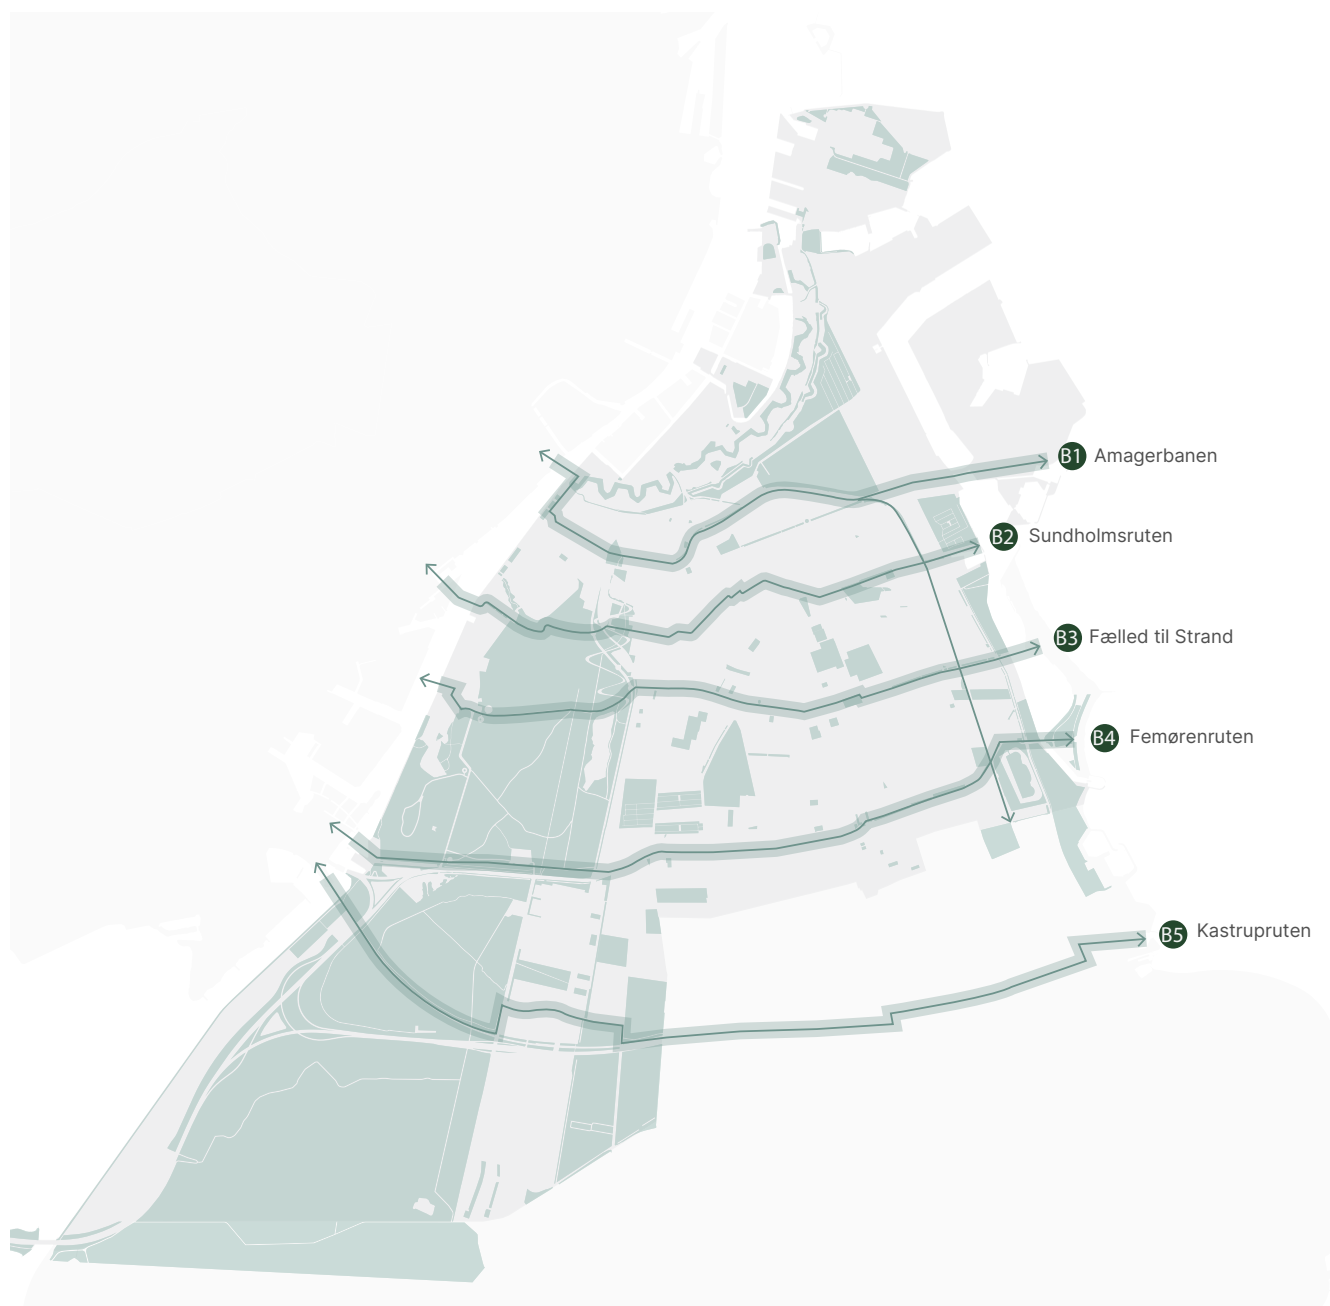 B1 Amagerbanen
B2 Sundholmsruten
B3 Fælled til Strand
B4 Femørenruten
B5 Kastrupruten